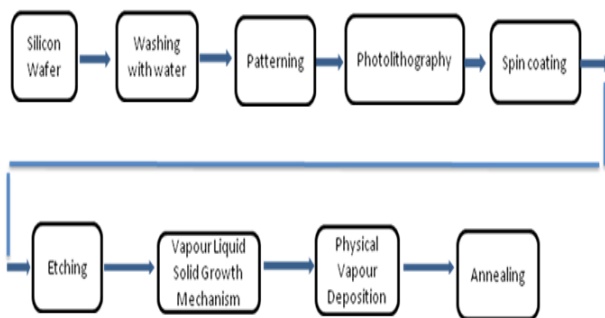 Silicon
Wafer
Washing
with water
Patterning
Photolithography
Spin coating
Etching
Vapour Liquid
Solid Growth
Mechanism
Physical
Vapour
Deposition
Annealing